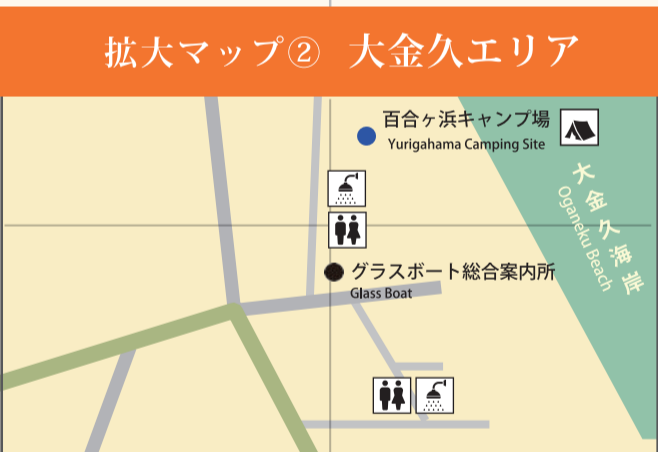 拡大マップ② 大金久エリア
百合ヶ浜キャンプ場
Yurigahama Camping Site
大金久海岸
Oganeku Beach
グラスボート総合案内所
Glass Boat